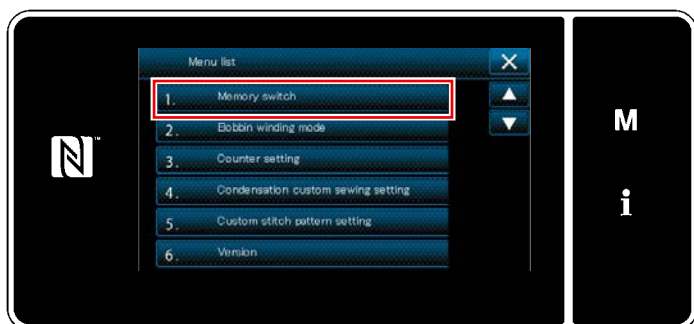 Menu list
1. Memory switch
2. Bobbin winding mode
3. Counter setting
4. Condensation custom sewing setting
5. Custom stitch pattern setting
6. Version
M
i